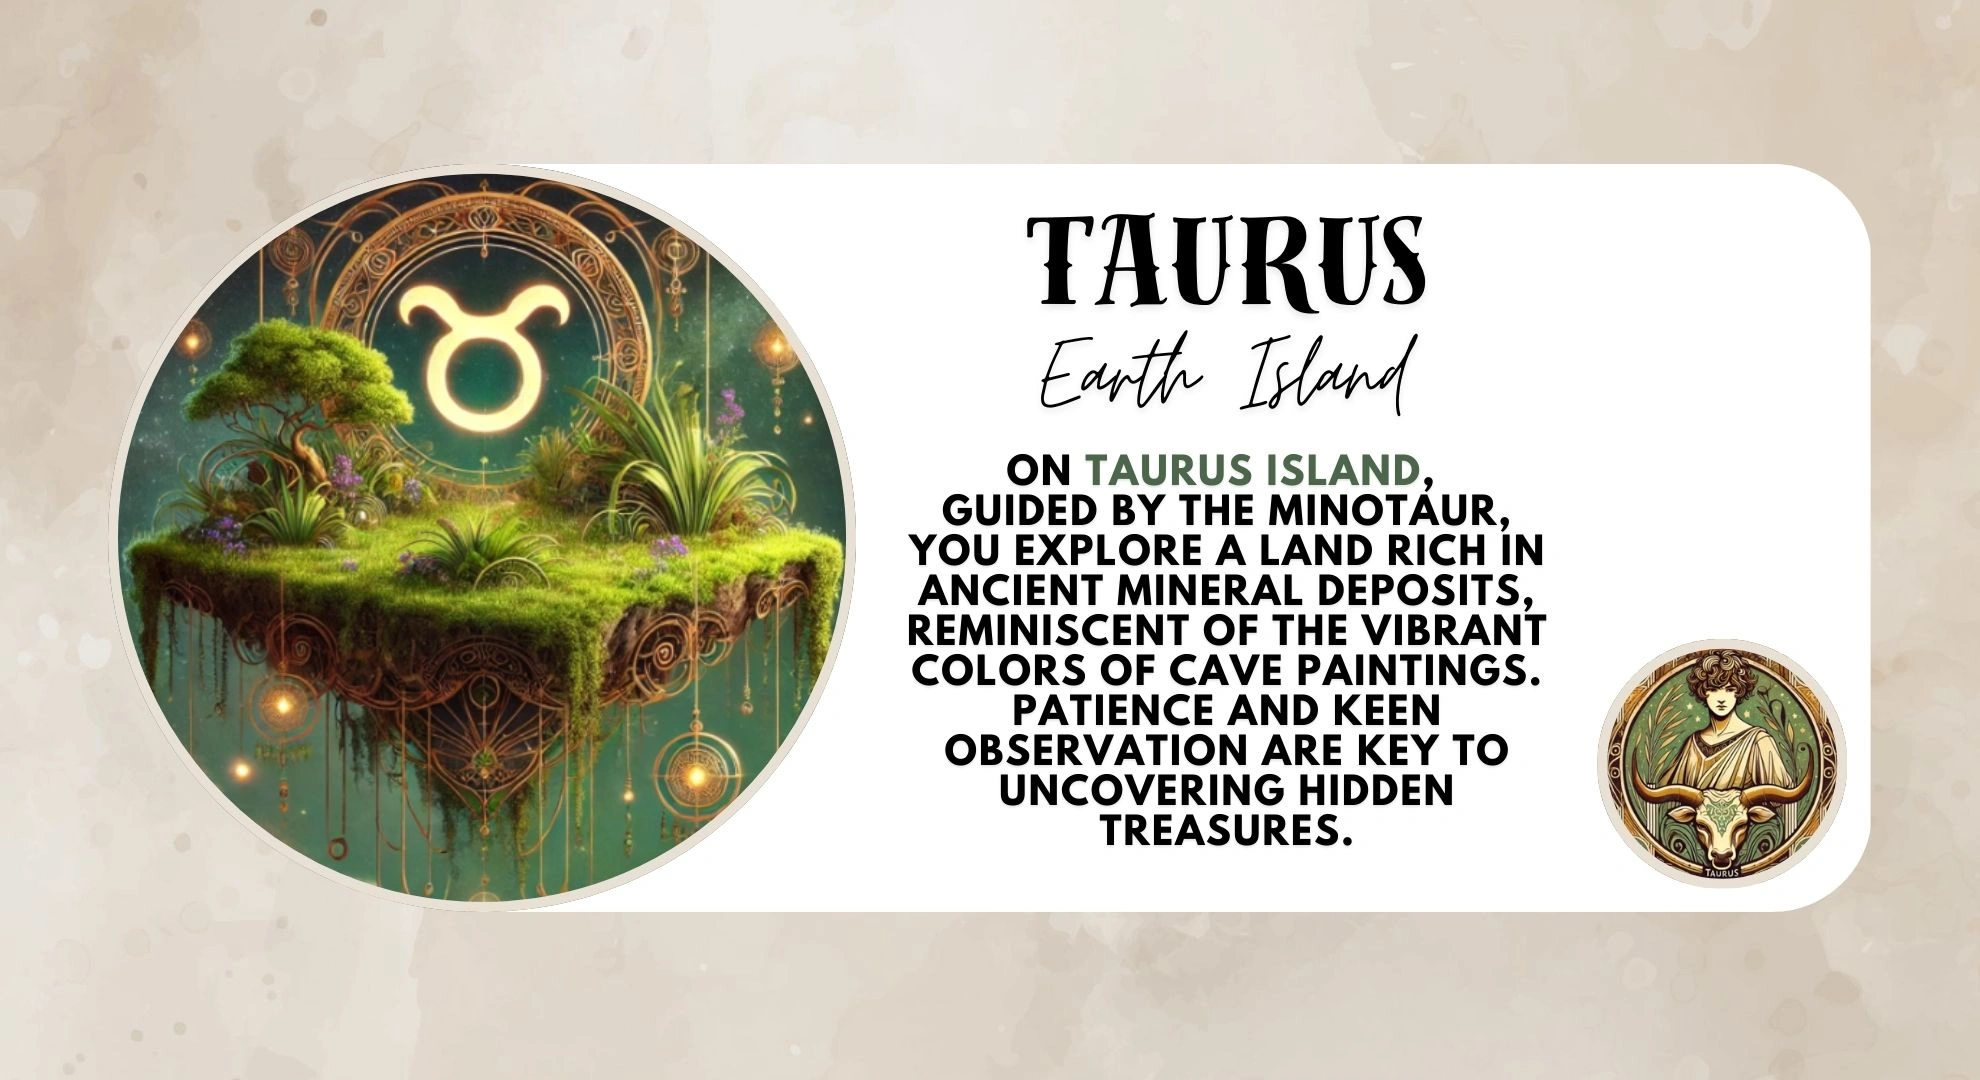 TAURUS
Earth Island
ON TAURUS ISLAND,
GUIDED BY THE MINOTAUR,
YOU EXPLORE A LAND RICH IN
ANCIENT MINERAL DEPOSITS,
REMINISCENT OF THE VIBRANT
COLORS OF CAVE PAINTINGS.
PATIENCE AND KEEN
OBSERVATION ARE KEY TO
UNCOVERING HIDDEN
TREASURES.
TAURUS